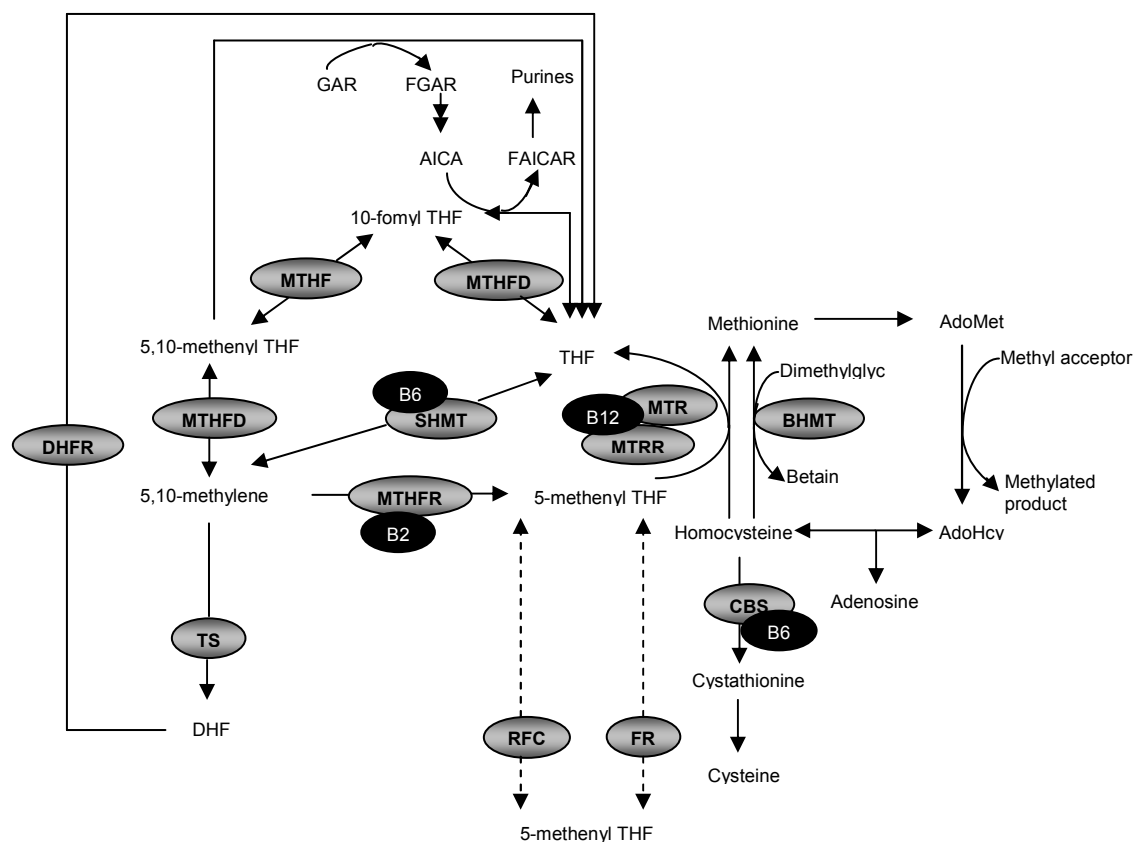 GAR
FGAR
Purines
AICA
FAICAR
10-fomyl THF
MTHF
MTHFD
5,10-methenyl THF
THF
Methionine
AdoMet
Methyl acceptor
Dimethylglyc
B6
SHMT
MTHFD
B12
MTR
MTRR
BHMT
DHFR
5,10-methylene
MTHFR
B2
5-methenyl THF
Betain
Methylated
product
Homocysteine
AdoHcy
Adenosine
CBS
B6
TS
Cystathionine
DHF
RFC
FR
Cysteine
5-methenyl THF